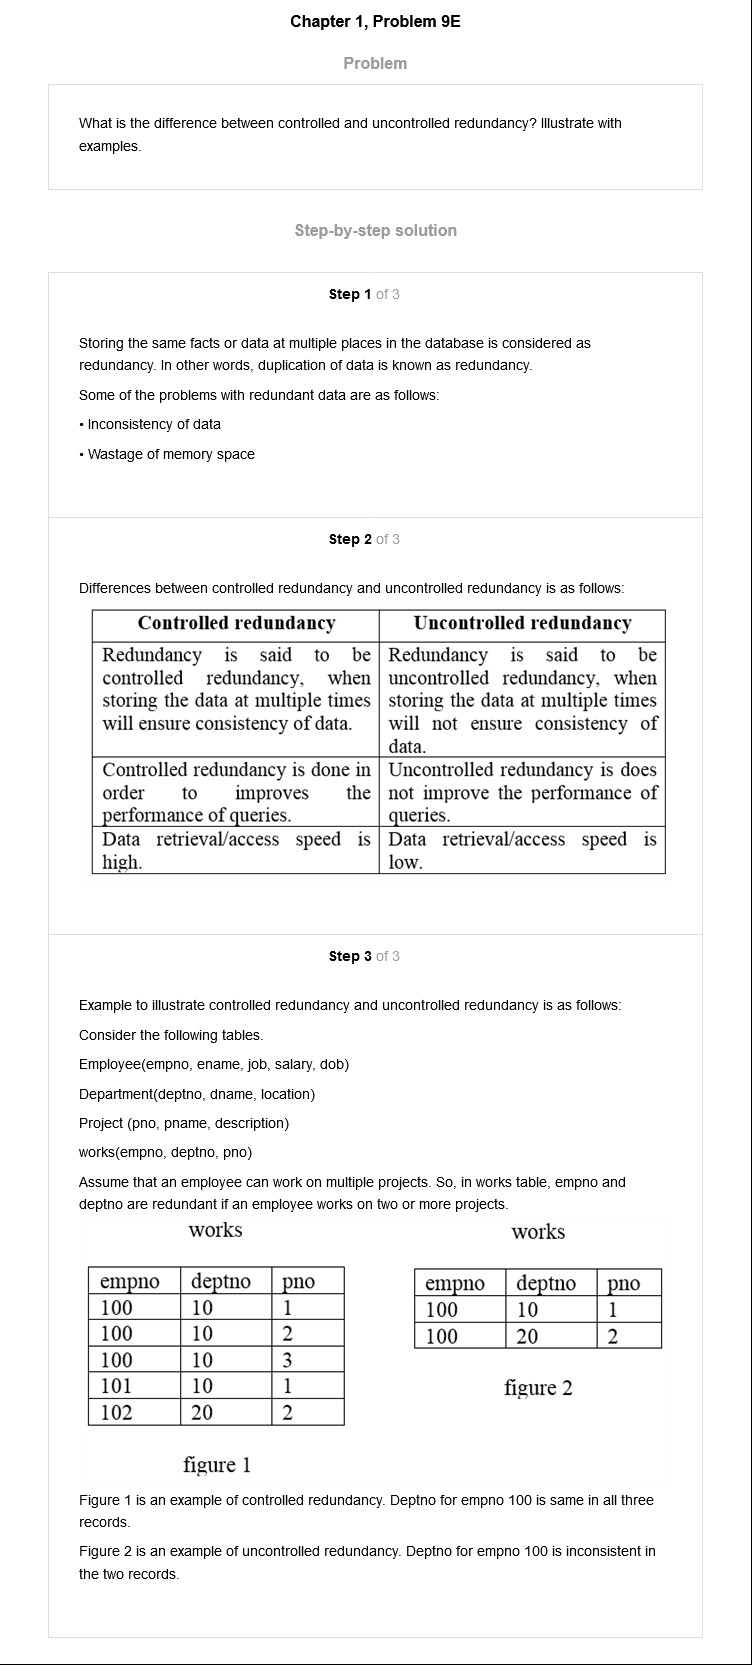 Chapter 1, Problem 9E
Problem
What is the difference between controlled and uncontrolled redundancy? Illustrate with
examples.
Step-by-step solution
Step 1 of 3
Storing the same facts or data at multiple places in the database is considered as
redundancy. In other words, duplication of data is known as redundancy.
Some of the problems with redundant data are as follows:
• Inconsistency of data
• Wastage of memory space
Step 2 of 3
Differences between controlled redundancy and uncontrolled redundancy is as follows:
Controlled redundancy
Uncontrolled redundancy
Redundancy is said to be
controlled redundancy, when
storing the data at multiple times
will ensure consistency of data.
Redundancy is said to be
uncontrolled redundancy, when
storing the data at multiple times
will not ensure consistency of
data.
Controlled redundancy is done in
order to improves the
performance of queries.
Uncontrolled redundancy is does
not improve the performance of
queries.
Data retrieval/access speed is
high.
Data retrieval/access speed is
low.
Step 3 of 3
Example to illustrate controlled redundancy and uncontrolled redundancy is as follows:
Consider the following tables.
Employee(empno, ename, job, salary, dob)
Department(deptno, dname, location)
Project (pno, pname, description)
works(empno, deptno, pno)
Assume that an employee can work on multiple projects. So, in works table, empno and
deptno are redundant if an employee works on two or more projects.
works
empno deptno pno
100 10 1
100 10 2
100 10 3
101 10 1
102 20 2
figure 1
works
empno deptno pno
100 10 1
100 20 2
figure 2
Figure 1 is an example of controlled redundancy. Deptno for empno 100 is same in all three
records.
Figure 2 is an example of uncontrolled redundancy. Deptno for empno 100 is inconsistent in
the two records.